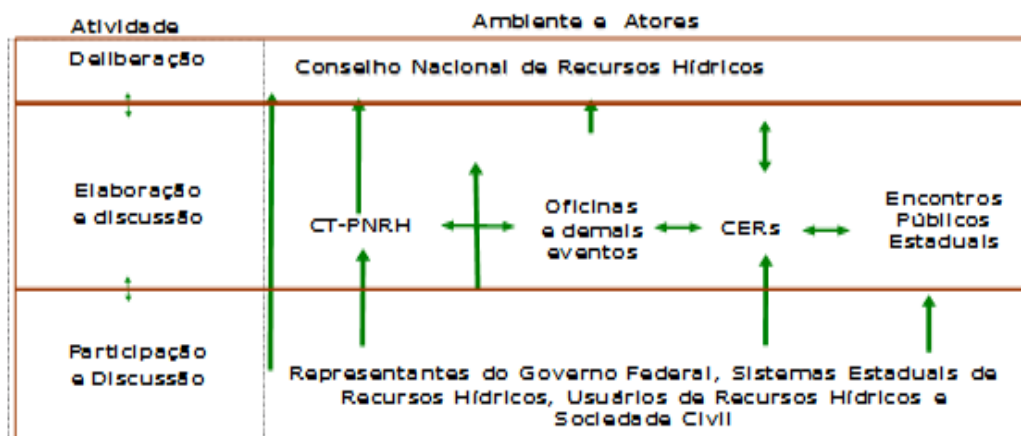 Atividade
Ambiente e Atores
Deliberação
Conselho Nacional de Recursos Hídricos
Elaboração
e discussão
CT-PNRH
Oficinas
e demais
eventos
CERs
Encontros
Públicos
Estaduais
Participação
e Discussão
Representantes do Governo Federal, Sistemas Estaduais de
Recursos Hídricos, Usuários de Recursos Hídricos e
Sociedade Civil